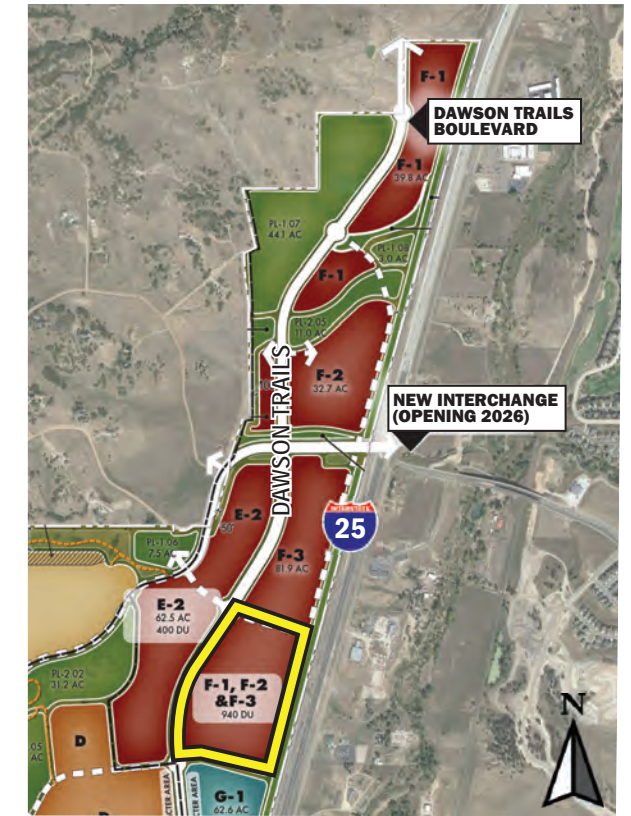 F-1
DAWSON TRAILS
BOULEVARD
F-1
39.8 AC
PL-1.07
44.1 AC
PL-1.08
3.0 AC
F-1
PL-2.05
11.0 AC
F-2
32.7 AC
DAWSON TRAILS
NEW INTERCHANGE
(OPENING 2026)
INTERSTATE
25
E-2
F-3
81.9 AC
PL-1.06
7.5 AC
E-2
62.5 AC
400 DU
PL-2.02
31.2 AC
F-1, F-2
&F-3
940 DU
N
D
G-1
62.6 AC